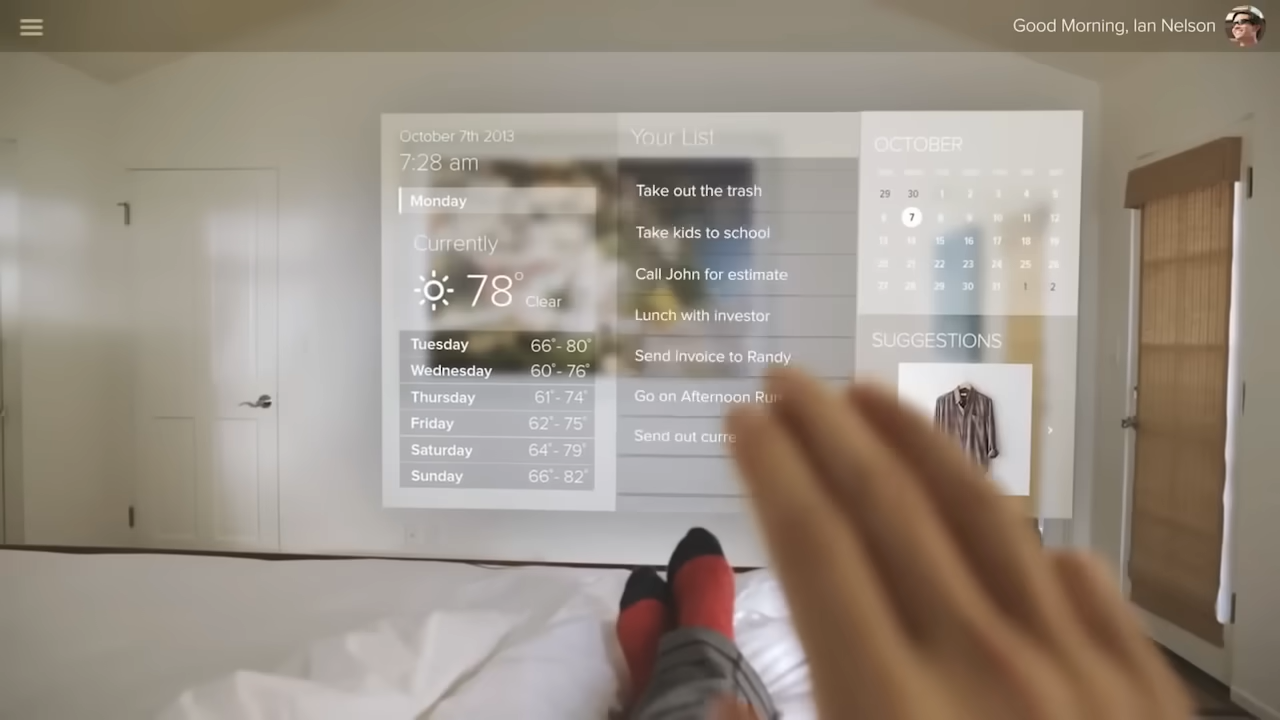 Good Morning, Ian Nelson
October 7th 2013
7:28 am
Monday
Currently
78°
Clear
Tuesday 66°- 80°
Wednesday 60°- 76°
Thursday 61°- 74°
Friday 62°- 75°
Saturday 64°- 79°
Sunday 66°- 82°
Your List
Take out the trash
Take kids to school
Call John for estimate
Lunch with investor
Send invoice to Randy
Go on Afternoon
Send out
OCTOBER
29 30 1 2 3 4 5
6 7 8 9 10 11 12
13 14 15 16 17 18 19
20 21 22 23 24 25 26
27 28 29 30 31 1 2
SUGGESTIONS